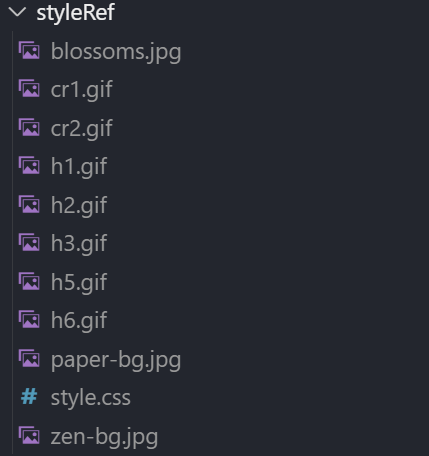 styleRef
blossoms.jpg
cr1.gif
cr2.gif
h1.gif
h2.gif
h3.gif
h5.gif
h6.gif
paper-bg.jpg
# style.css
zen-bg.jpg